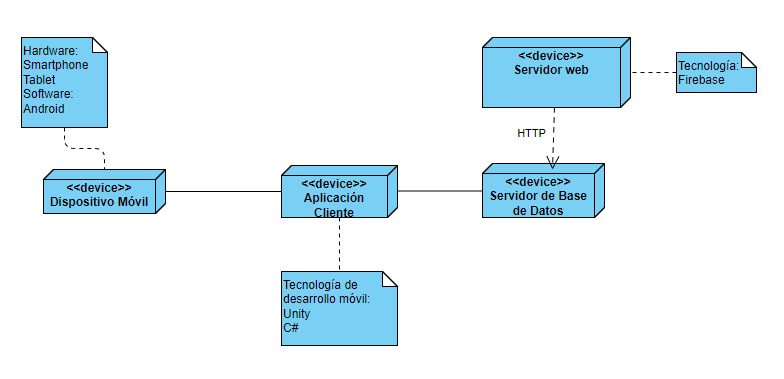 Hardware:
Smartphone
Tablet
Software:
Android
<<device>>
Servidor web
Tecnología:
Firebase
HTTP
<<device>>
Dispositivo Móvil
<<device>>
Aplicación
Cliente
<<device>>
Servidor de Base
de Datos
Tecnología de
desarrollo móvil:
Unity
C#